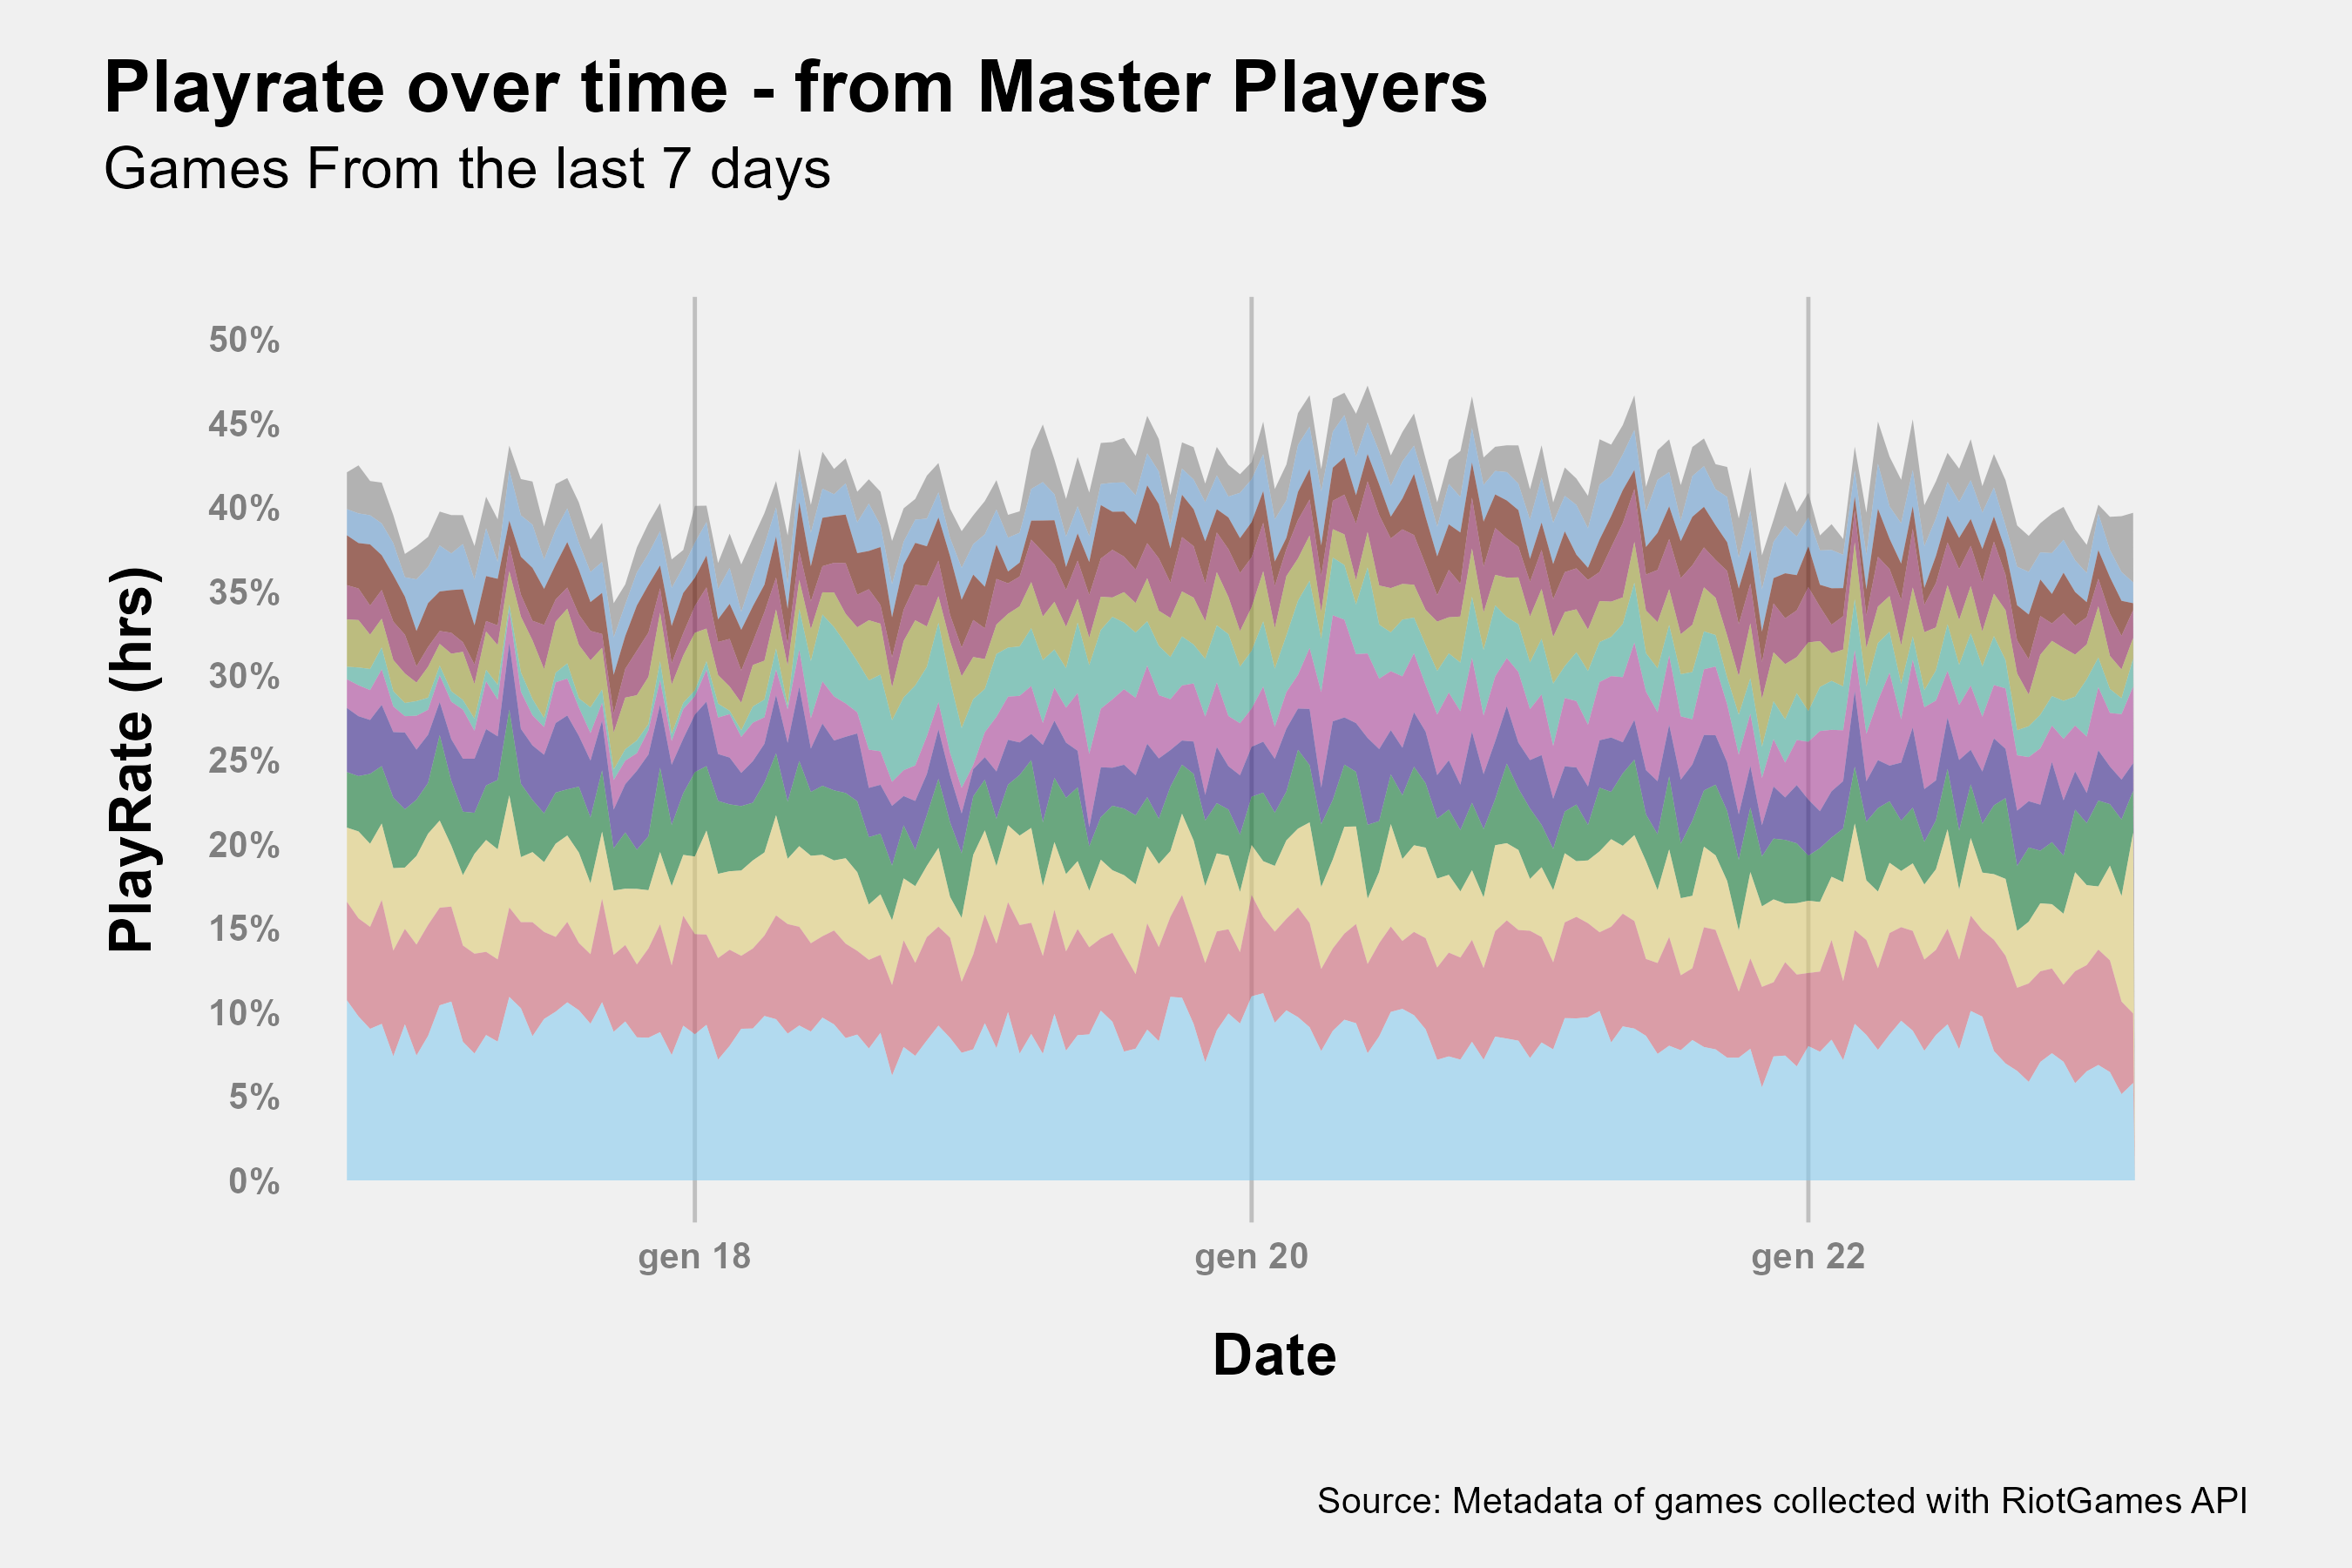 Playrate over time - from Master Players
Games From the last 7 days
PlayRate (hrs)
50%
45%
40%
35%
30%
25%
20%
15%
10%
5%
0%
gen 18
gen 20
gen 22
Date
Source: Metadata of games collected with RiotGames API